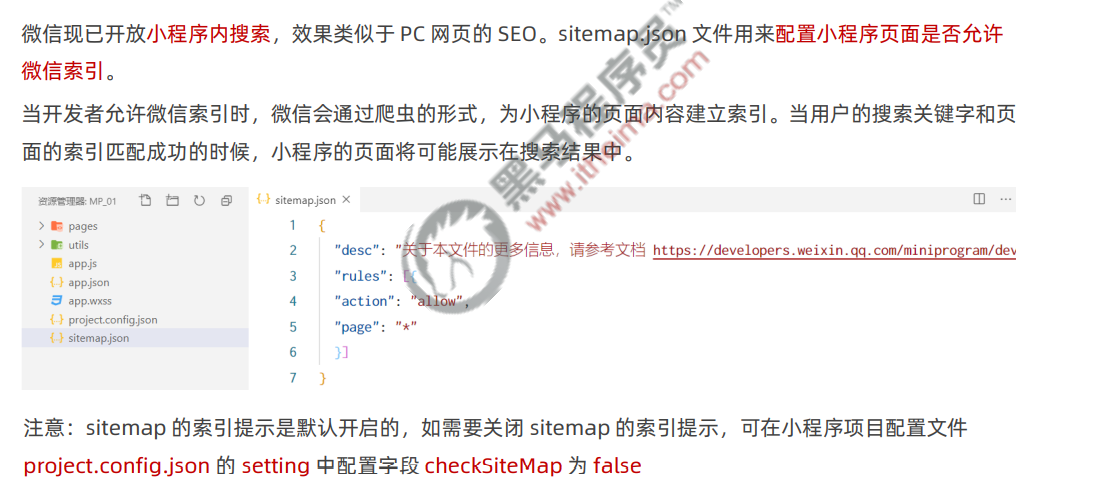 微信现已开放小程序内搜索，效果类似于 PC 网页的 SEO。sitemap.json 文件用来配置小程序页面是否允许
微信索引。
当开发者允许微信索引时，微信会通过爬虫的形式，为小程序的页面内容建立索引。当用户的搜索关键字和页
面的索引匹配成功的时候，小程序的页面将可能展示在搜索结果中。
黑马程序员™
www.itheima.com
资源管理器: MP_01
pages
utils
app.js
app.json
app.wxss
project.config.json
sitemap.json
sitemap.json
1 {
2 "desc": "关于本文件的更多信息，请参考文档 https://developers.weixin.qq.com/miniprogram/dev
3 "rules": [{
4 "action": "allow",
5 "page": "*"
6 }]
7 }
注意：sitemap 的索引提示是默认开启的，如需要关闭 sitemap 的索引提示，可在小程序项目配置文件
project.config.json 的 setting 中配置字段 checkSiteMap 为 false